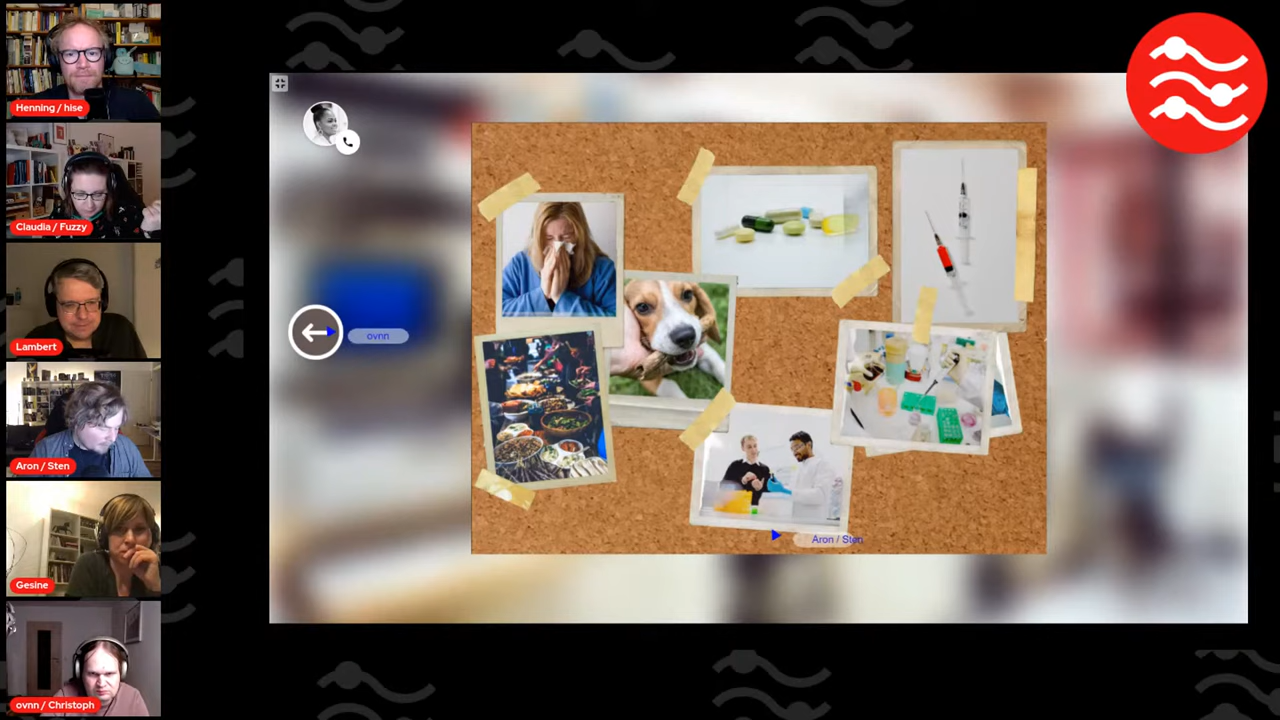 Henning / hise
Claudia / Fuzzy
Lambert
Aron / Sten
Gesine
ovnn / Christoph
ovnn
Aron / Sten